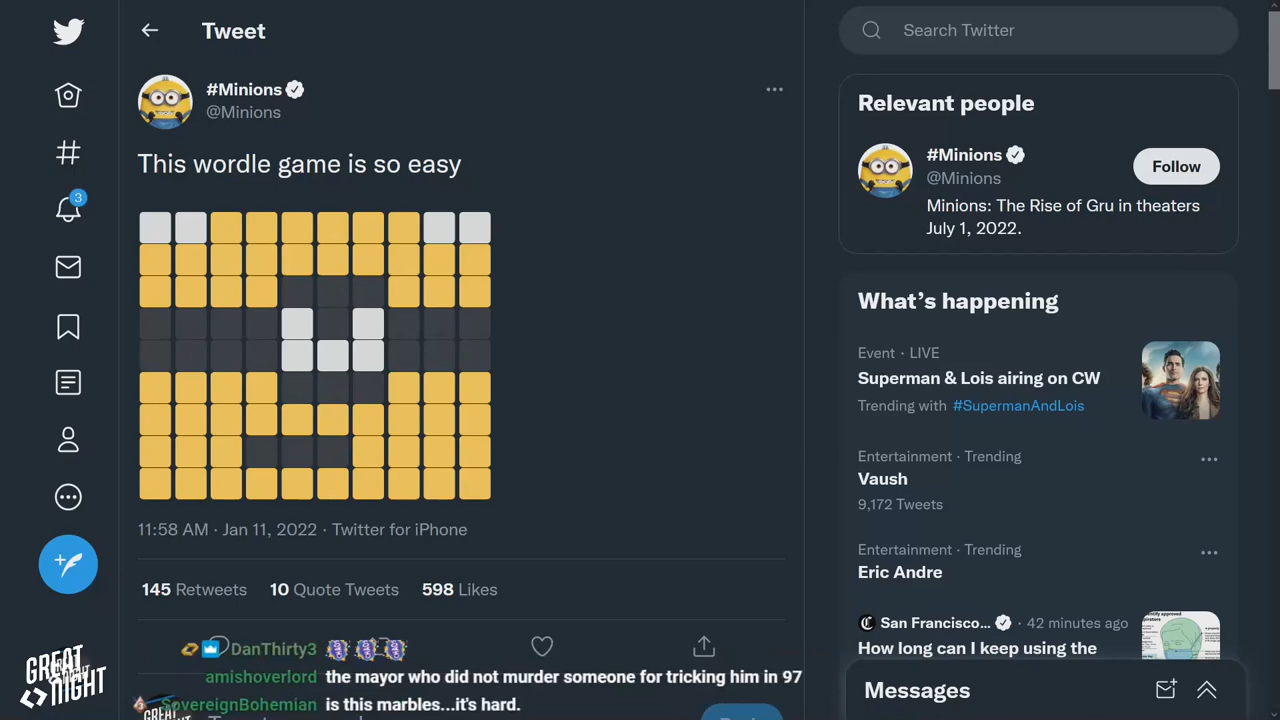 Tweet
Search Twitter
#Minions
@Minions
This wordle game is so easy
11:58 AM · Jan 11, 2022 · Twitter for iPhone
145 Retweets 10 Quote Tweets 598 Likes
3
DanThirty3
amishoverlord the mayor who did not murder someone for tricking him in 97
SovereignBohemian is this marbles...it's hard.
GREAT
NIGHT
Relevant people
#Minions
@Minions
Follow
Minions: The Rise of Gru in theaters
July 1, 2022.
What's happening
Event · LIVE
Superman & Lois airing on CW
Trending with #SupermanAndLois
Entertainment · Trending
Vaush
9,172 Tweets
Entertainment · Trending
Eric Andre
San Francisco... · 42 minutes ago
How long can I keep using the
Messages